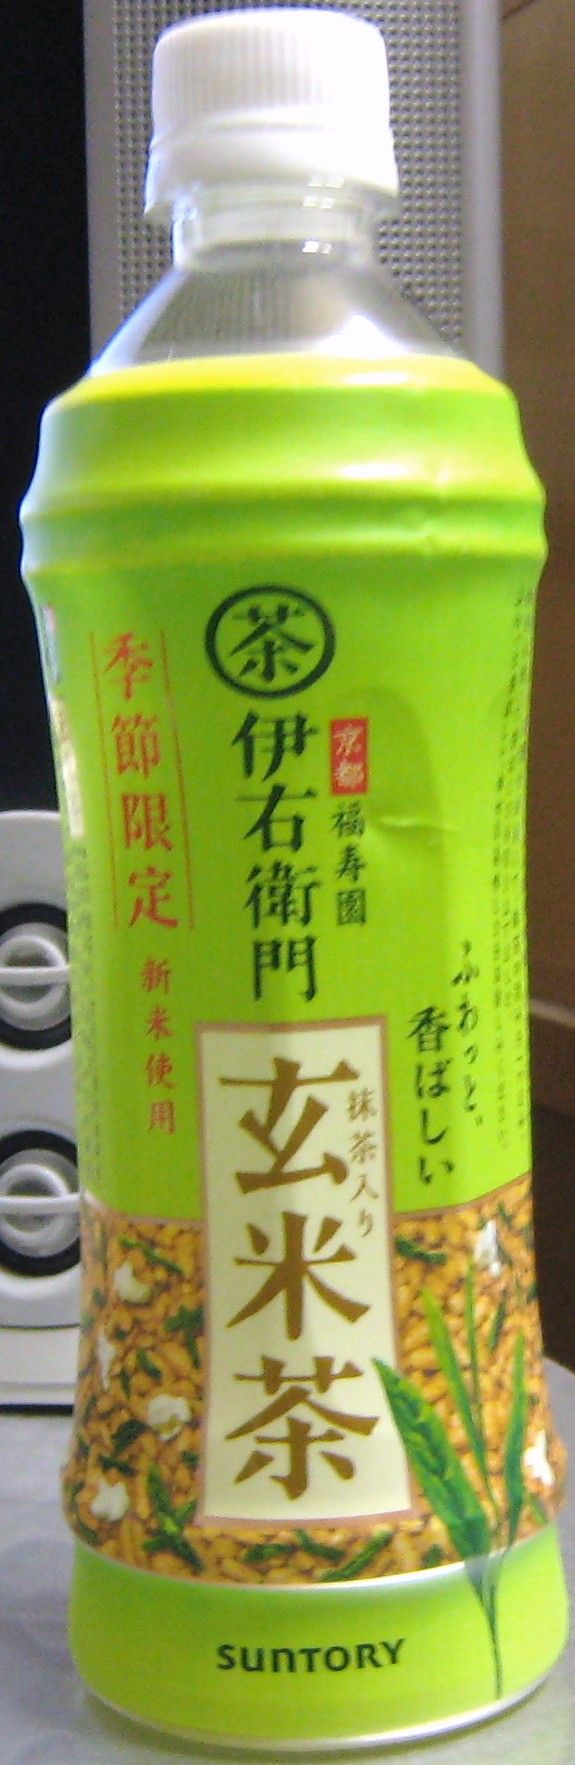 茶
京都
福寿園
伊右衛門
季節限定
新米使用
ふわっと、
香ばしい
抹茶入り
玄米茶
SUNTORY